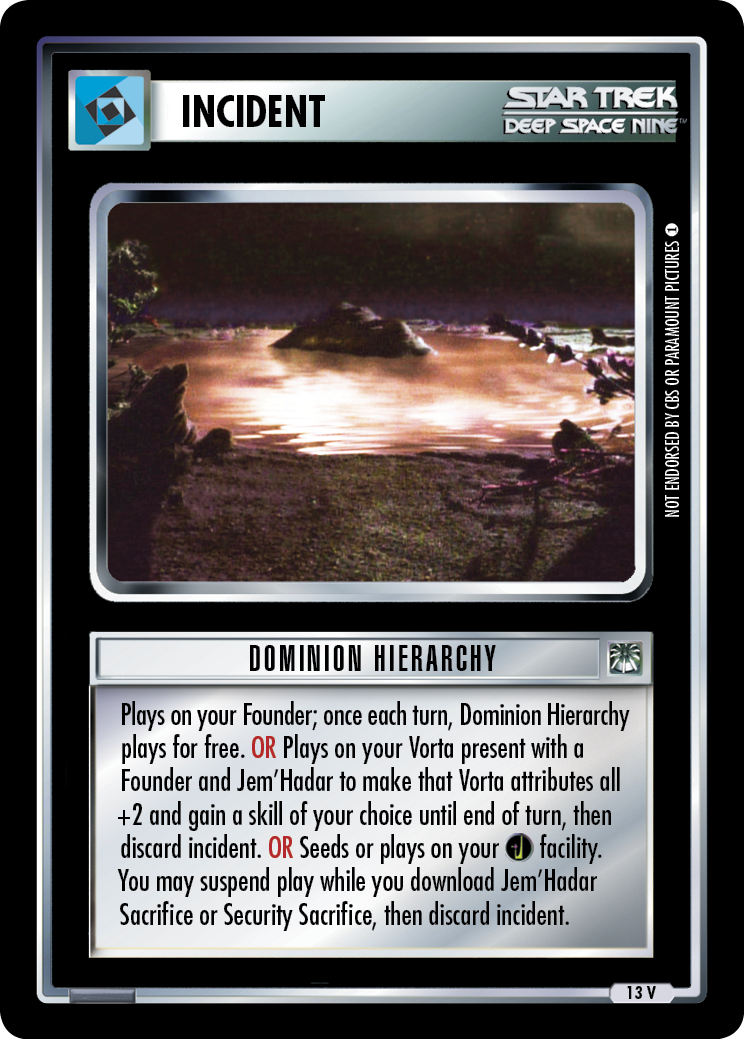 INCIDENT
STAR TREK
DEEP SPACE NINE™
NOT ENDORSED BY CBS OR PARAMOUNT PICTURES
DOMINION HIERARCHY
Plays on your Founder; once each turn, Dominion Hierarchy
plays for free. OR Plays on your Vorta present with a
Founder and Jem'Hadar to make that Vorta attributes all
+2 and gain a skill of your choice until end of turn, then
discard incident. OR Seeds or plays on your facility.
You may suspend play while you download Jem'Hadar
Sacrifice or Security Sacrifice, then discard incident.
13 V